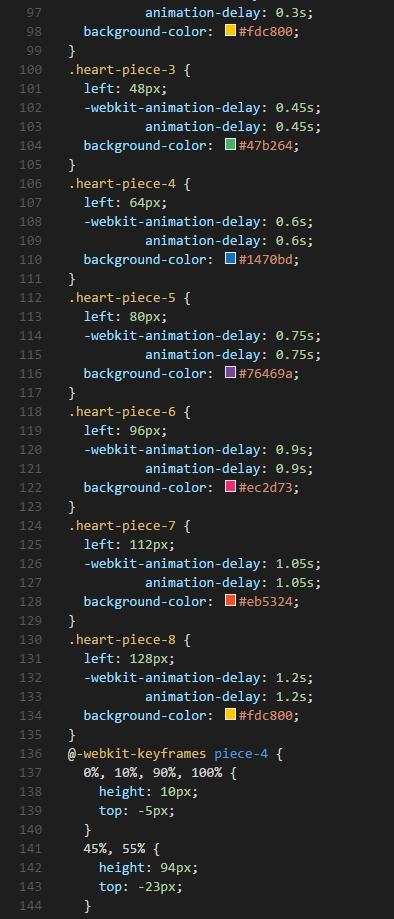 97 animation-delay: 0.3s;
98 background-color: #fdc800;
99 }
100 .heart-piece-3 {
101 left: 48px;
102 -webkit-animation-delay: 0.45s;
103 animation-delay: 0.45s;
104 background-color: #47b264;
105 }
106 .heart-piece-4 {
107 left: 64px;
108 -webkit-animation-delay: 0.6s;
109 animation-delay: 0.6s;
110 background-color: #1470bd;
111 }
112 .heart-piece-5 {
113 left: 80px;
114 -webkit-animation-delay: 0.75s;
115 animation-delay: 0.75s;
116 background-color: #76469a;
117 }
118 .heart-piece-6 {
119 left: 96px;
120 -webkit-animation-delay: 0.9s;
121 animation-delay: 0.9s;
122 background-color: #ec2d73;
123 }
124 .heart-piece-7 {
125 left: 112px;
126 -webkit-animation-delay: 1.05s;
127 animation-delay: 1.05s;
128 background-color: #eb5324;
129 }
130 .heart-piece-8 {
131 left: 128px;
132 -webkit-animation-delay: 1.2s;
133 animation-delay: 1.2s;
134 background-color: #fdc800;
135 }
136 @-webkit-keyframes piece-4 {
137 0%, 10%, 90%, 100% {
138 height: 10px;
139 top: -5px;
140 }
141 45%, 55% {
142 height: 94px;
143 top: -23px;
144 }